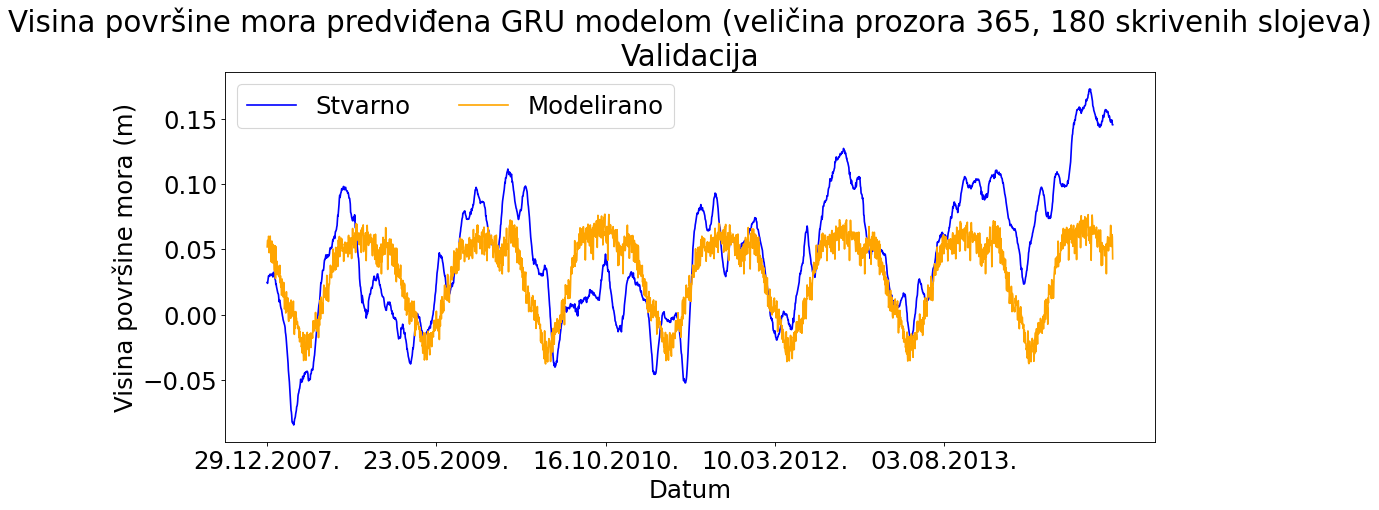 Visina površine mora predviđena GRU modelom (veličina prozora 365, 180 skrivenih slojeva)
Validacija
Stvarno
Modelirano
Visina površine mora (m)
0.15
0.10
0.05
0.00
−0.05
29.12.2007.
23.05.2009.
16.10.2010.
10.03.2012.
03.08.2013.
Datum